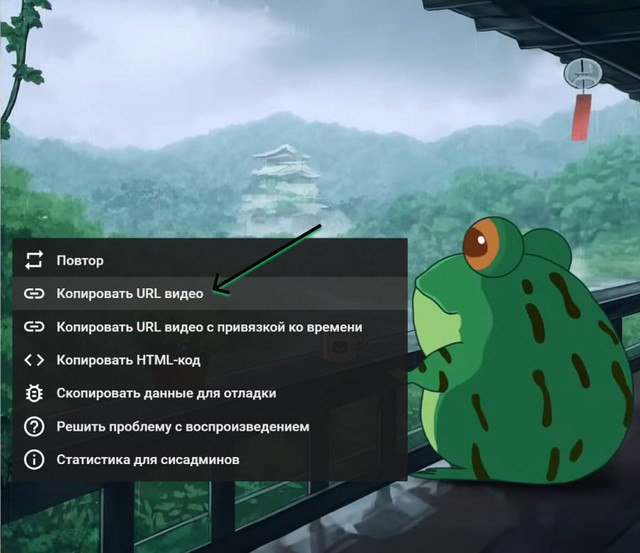 Повтор
Копировать URL видео
Копировать URL видео с привязкой ко времени
Копировать HTML-код
Скопировать данные для отладки
Решить проблему с воспроизведением
Статистика для сисадминов